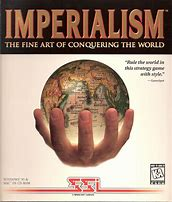 IMPERIALISM
THE FINE ART OF CONQUERING THE WORLD
"Rule the world in
this strategy game
with style."
SSI